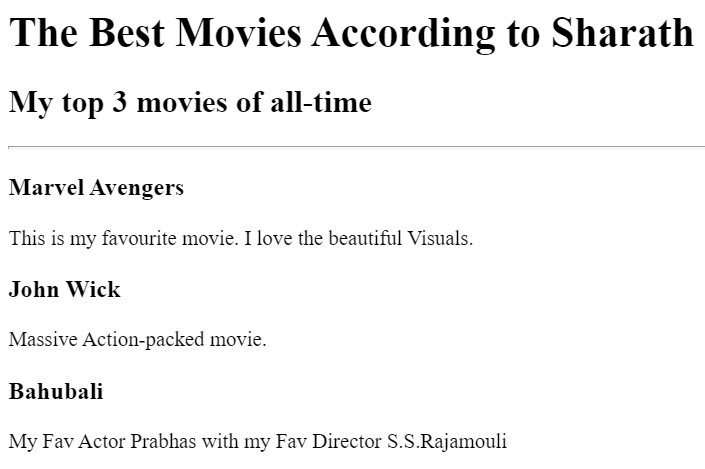 The Best Movies According to Sharath
My top 3 movies of all-time
Marvel Avengers
This is my favourite movie. I love the beautiful Visuals.
John Wick
Massive Action-packed movie.
Bahubali
My Fav Actor Prabhas with my Fav Director S.S.Rajamouli